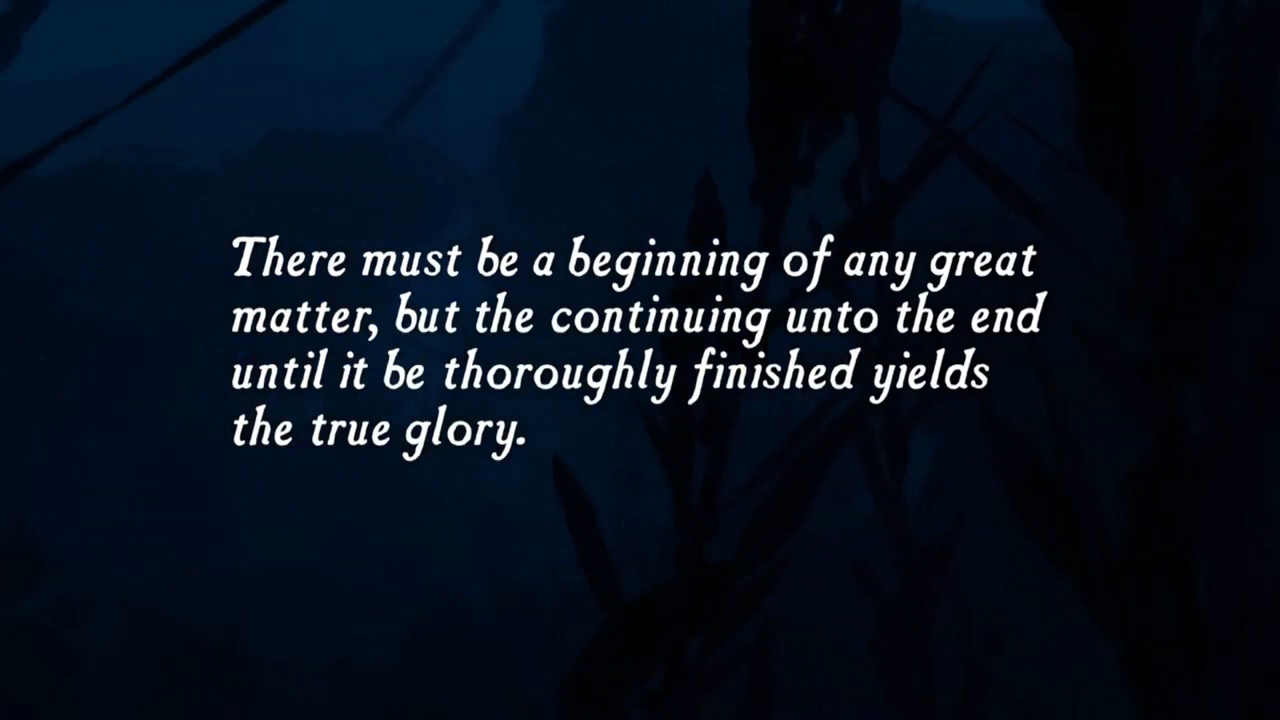 There must be a beginning of any great
matter, but the continuing unto the end
until it be thoroughly finished yields
the true glory.